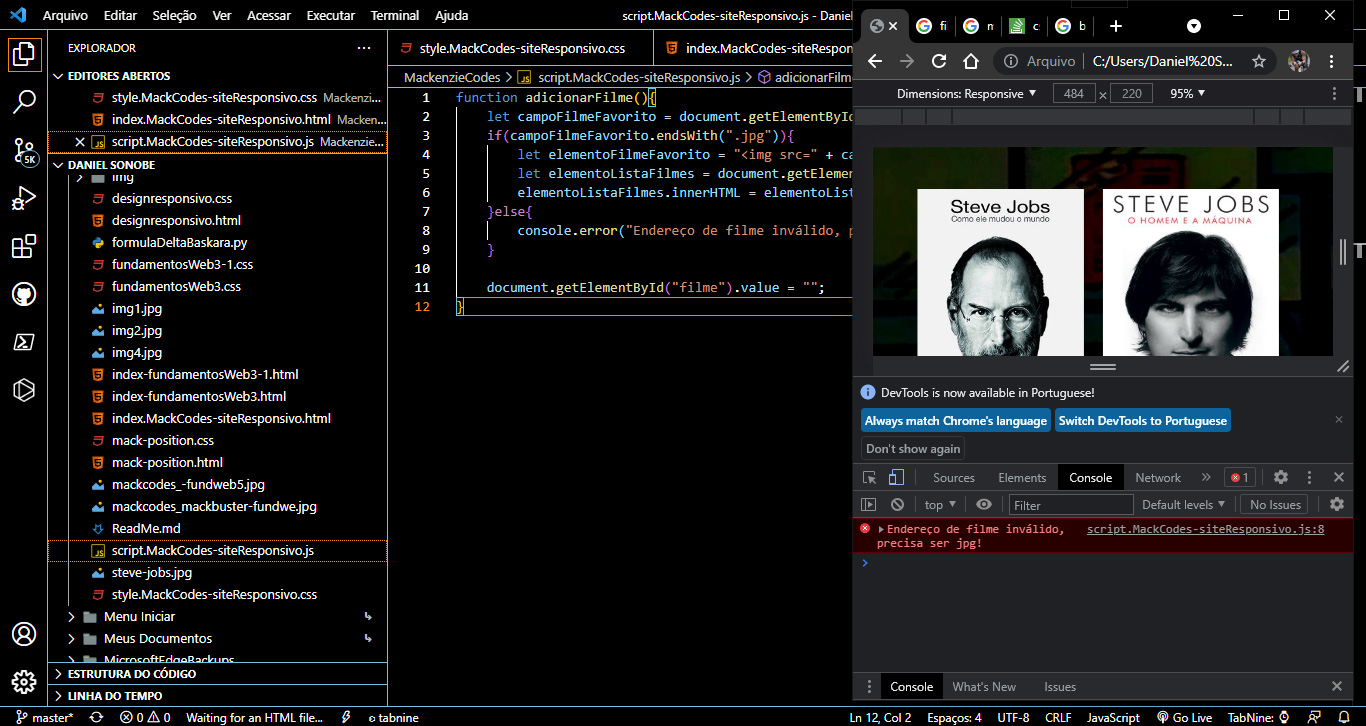 Arquivo Editar Seleção Ver Acessar Executar Terminal Ajuda script.MackCodes-siteResponsivo.js - Daniel
EXPLORADOR
EDITORES ABERTOS
style.MackCodes-siteResponsivo.css Mackenzi...
index.MackCodes-siteResponsivo.html Macken...
script.MackCodes-siteResponsivo.js Mackenzie...
DANIEL SONOBE
img
designresponsivo.css
designresponsivo.html
formulaDeltaBaskara.py
fundamentosWeb3-1.css
fundamentosWeb3.css
img1.jpg
img2.jpg
img4.jpg
index-fundamentosWeb3-1.html
index-fundamentosWeb3.html
index.MackCodes-siteResponsivo.html
mack-position.css
mack-position.html
mackcodes_-fundweb5.jpg
mackcodes_mackbuster-fundwe.jpg
ReadMe.md
script.MackCodes-siteResponsivo.js
steve-jobs.jpg
style.MackCodes-siteResponsivo.css
Menu Iniciar
Meus Documentos
MicrosoftEdgeBackups
ESTRUTURA DO CÓDIGO
LINHA DO TEMPO
5K
style.MackCodes-siteResponsivo.css index.MackCodes-siteRespon
MackenzieCodes > JS script.MackCodes-siteResponsivo.js > adicionarFilme
1 function adicionarFilme(){
2 let campoFilmeFavorito = document.getElementById
3 if(campoFilmeFavorito.endsWith(".jpg")){
4 let elementoFilmeFavorito = "<img src=" + ca
5 let elementoListaFilmes = document.getElemen
6 elementoListaFilmes.innerHTML = elementoList
7 }else{
8 console.error("Endereço de filme inválido, p
9 }
10
11 document.getElementById("filme").value = "";
12 }
fi n c b
Arquivo C:/Users/Daniel%20S...
Dimensions: Responsive 484 × 220 95%
Steve Jobs
Como ele mudou o mundo
STEVE JOBS
O HOMEM E A MÁQUINA
DevTools is now available in Portuguese!
Always match Chrome's language Switch DevTools to Portuguese
Don't show again
Sources Elements Console Network » 1
top Filter Default levels No Issues
Endereço de filme inválido, script.MackCodes-siteResponsivo.js:8
precisa ser jpg!
Console What's New Issues
master* 0 0 Waiting for an HTML file... tabnine Ln 12, Col 2 Espaços: 4 UTF-8 CRLF JavaScript Go Live TabNine: